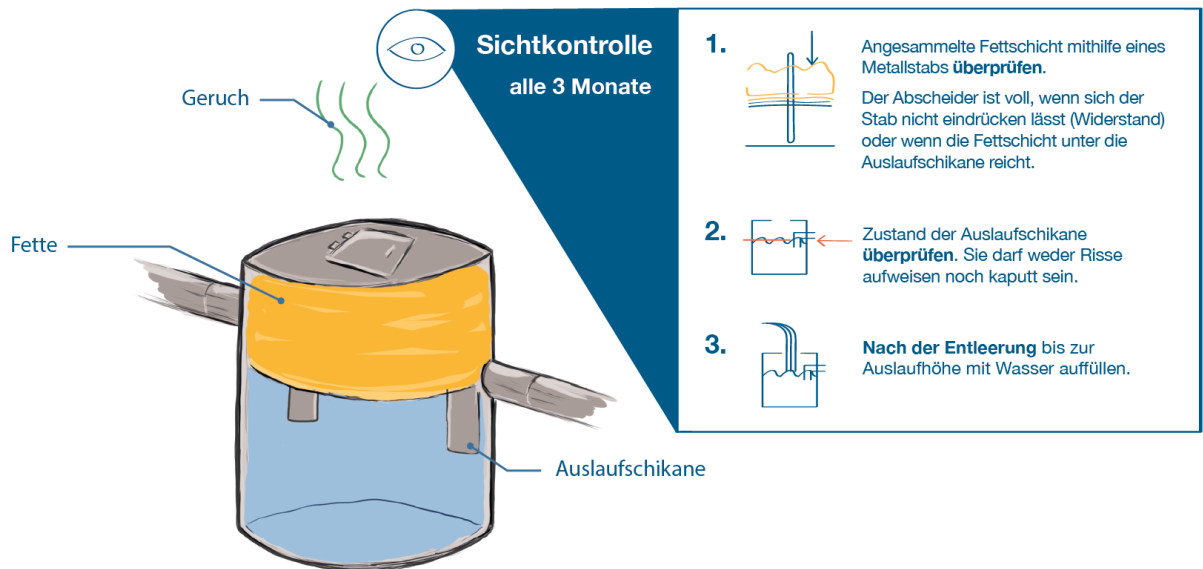 Sichtkontrolle
alle 3 Monate
Geruch
Fette
Auslaufschikane
1.
Angesammelte Fettschicht mithilfe eines
Metallstabs überprüfen.
Der Abscheider ist voll, wenn sich der
Stab nicht eindrücken lässt (Widerstand)
oder wenn die Fettschicht unter die
Auslaufschikane reicht.
2.
Zustand der Auslaufschikane
überprüfen. Sie darf weder Risse
aufweisen noch kaputt sein.
3.
Nach der Entleerung bis zur
Auslaufhöhe mit Wasser auffüllen.